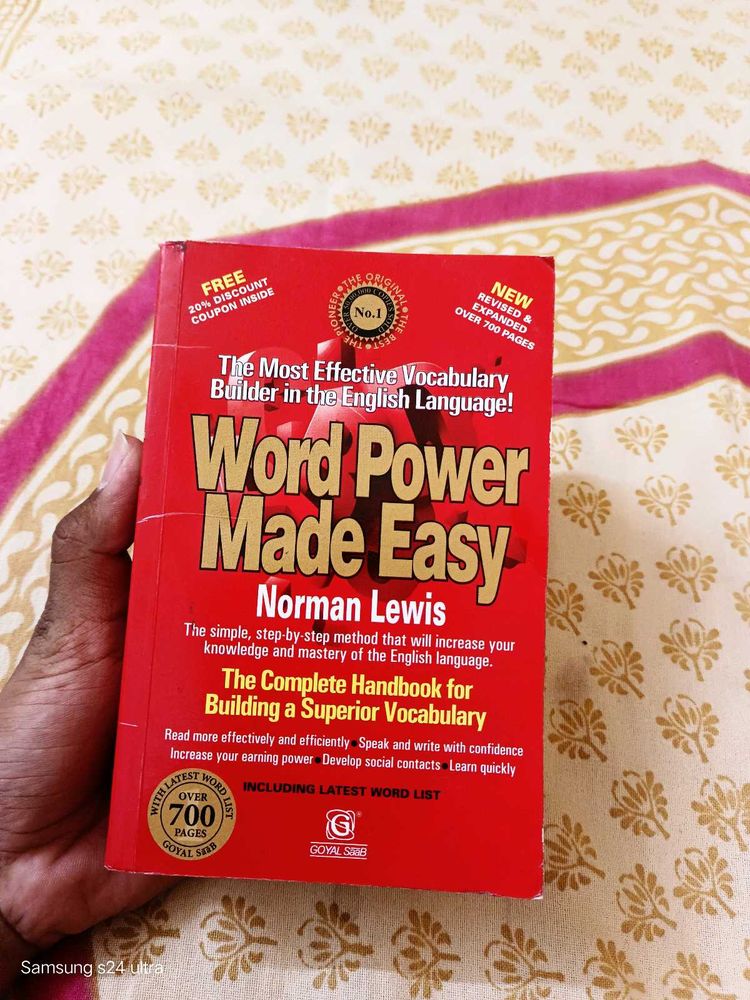 FREE
20% DISCOUNT
COUPON INSIDE
THE ORIGINAL • THE BEST • THE PIONEER
No.1
NEW
REVISED &
EXPANDED
OVER 700 PAGES
The Most Effective Vocabulary
Builder in the English Language!
Word Power
Made Easy
Norman Lewis
The simple, step-by-step method that will increase your
knowledge and mastery of the English language.
The Complete Handbook for
Building a Superior Vocabulary
Read more effectively and efficiently • Speak and write with confidence
Increase your earning power • Develop social contacts • Learn quickly
INCLUDING LATEST WORD LIST
WITH LATEST WORD LIST
OVER
700
PAGES
GOYAL SaaB
G
GOYAL SaaB
Samsung s24 ultra